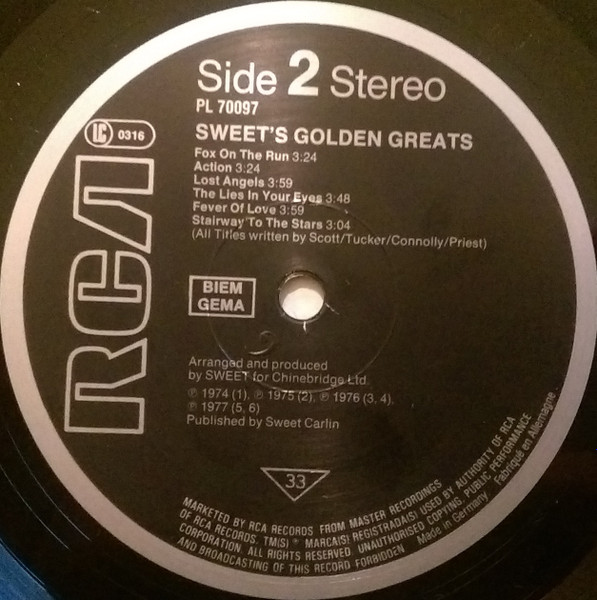 Side 2 Stereo
PL 70097
LC 0316
SWEET'S GOLDEN GREATS
Fox On The Run 3:24
Action 3:24
Lost Angels 3:59
The Lies In Your Eyes 3:48
Fever Of Love 3:59
Stairway To The Stars 3:04
(All Titles written by Scott/Tucker/Connolly/Priest)
RCA
BIEM
GEMA
Arranged and produced
by SWEET for Chinebridge Ltd.
℗ 1974 (1), ℗ 1975 (2), ℗ 1976 (3, 4),
℗ 1977 (5, 6)
Published by Sweet Carlin
33
MARKETED BY RCA RECORDS FROM MASTER RECORDINGS
OF RCA RECORDS. TM(S) ® MARCA(S) REGISTRADA(S) USED BY AUTHORITY OF RCA
CORPORATION. ALL RIGHTS RESERVED. UNAUTHORISED COPYING PUBLIC PERFORMANCE
AND BROADCASTING OF THIS RECORD FORBIDDEN Made in Germany Fabriqué en Allemagne